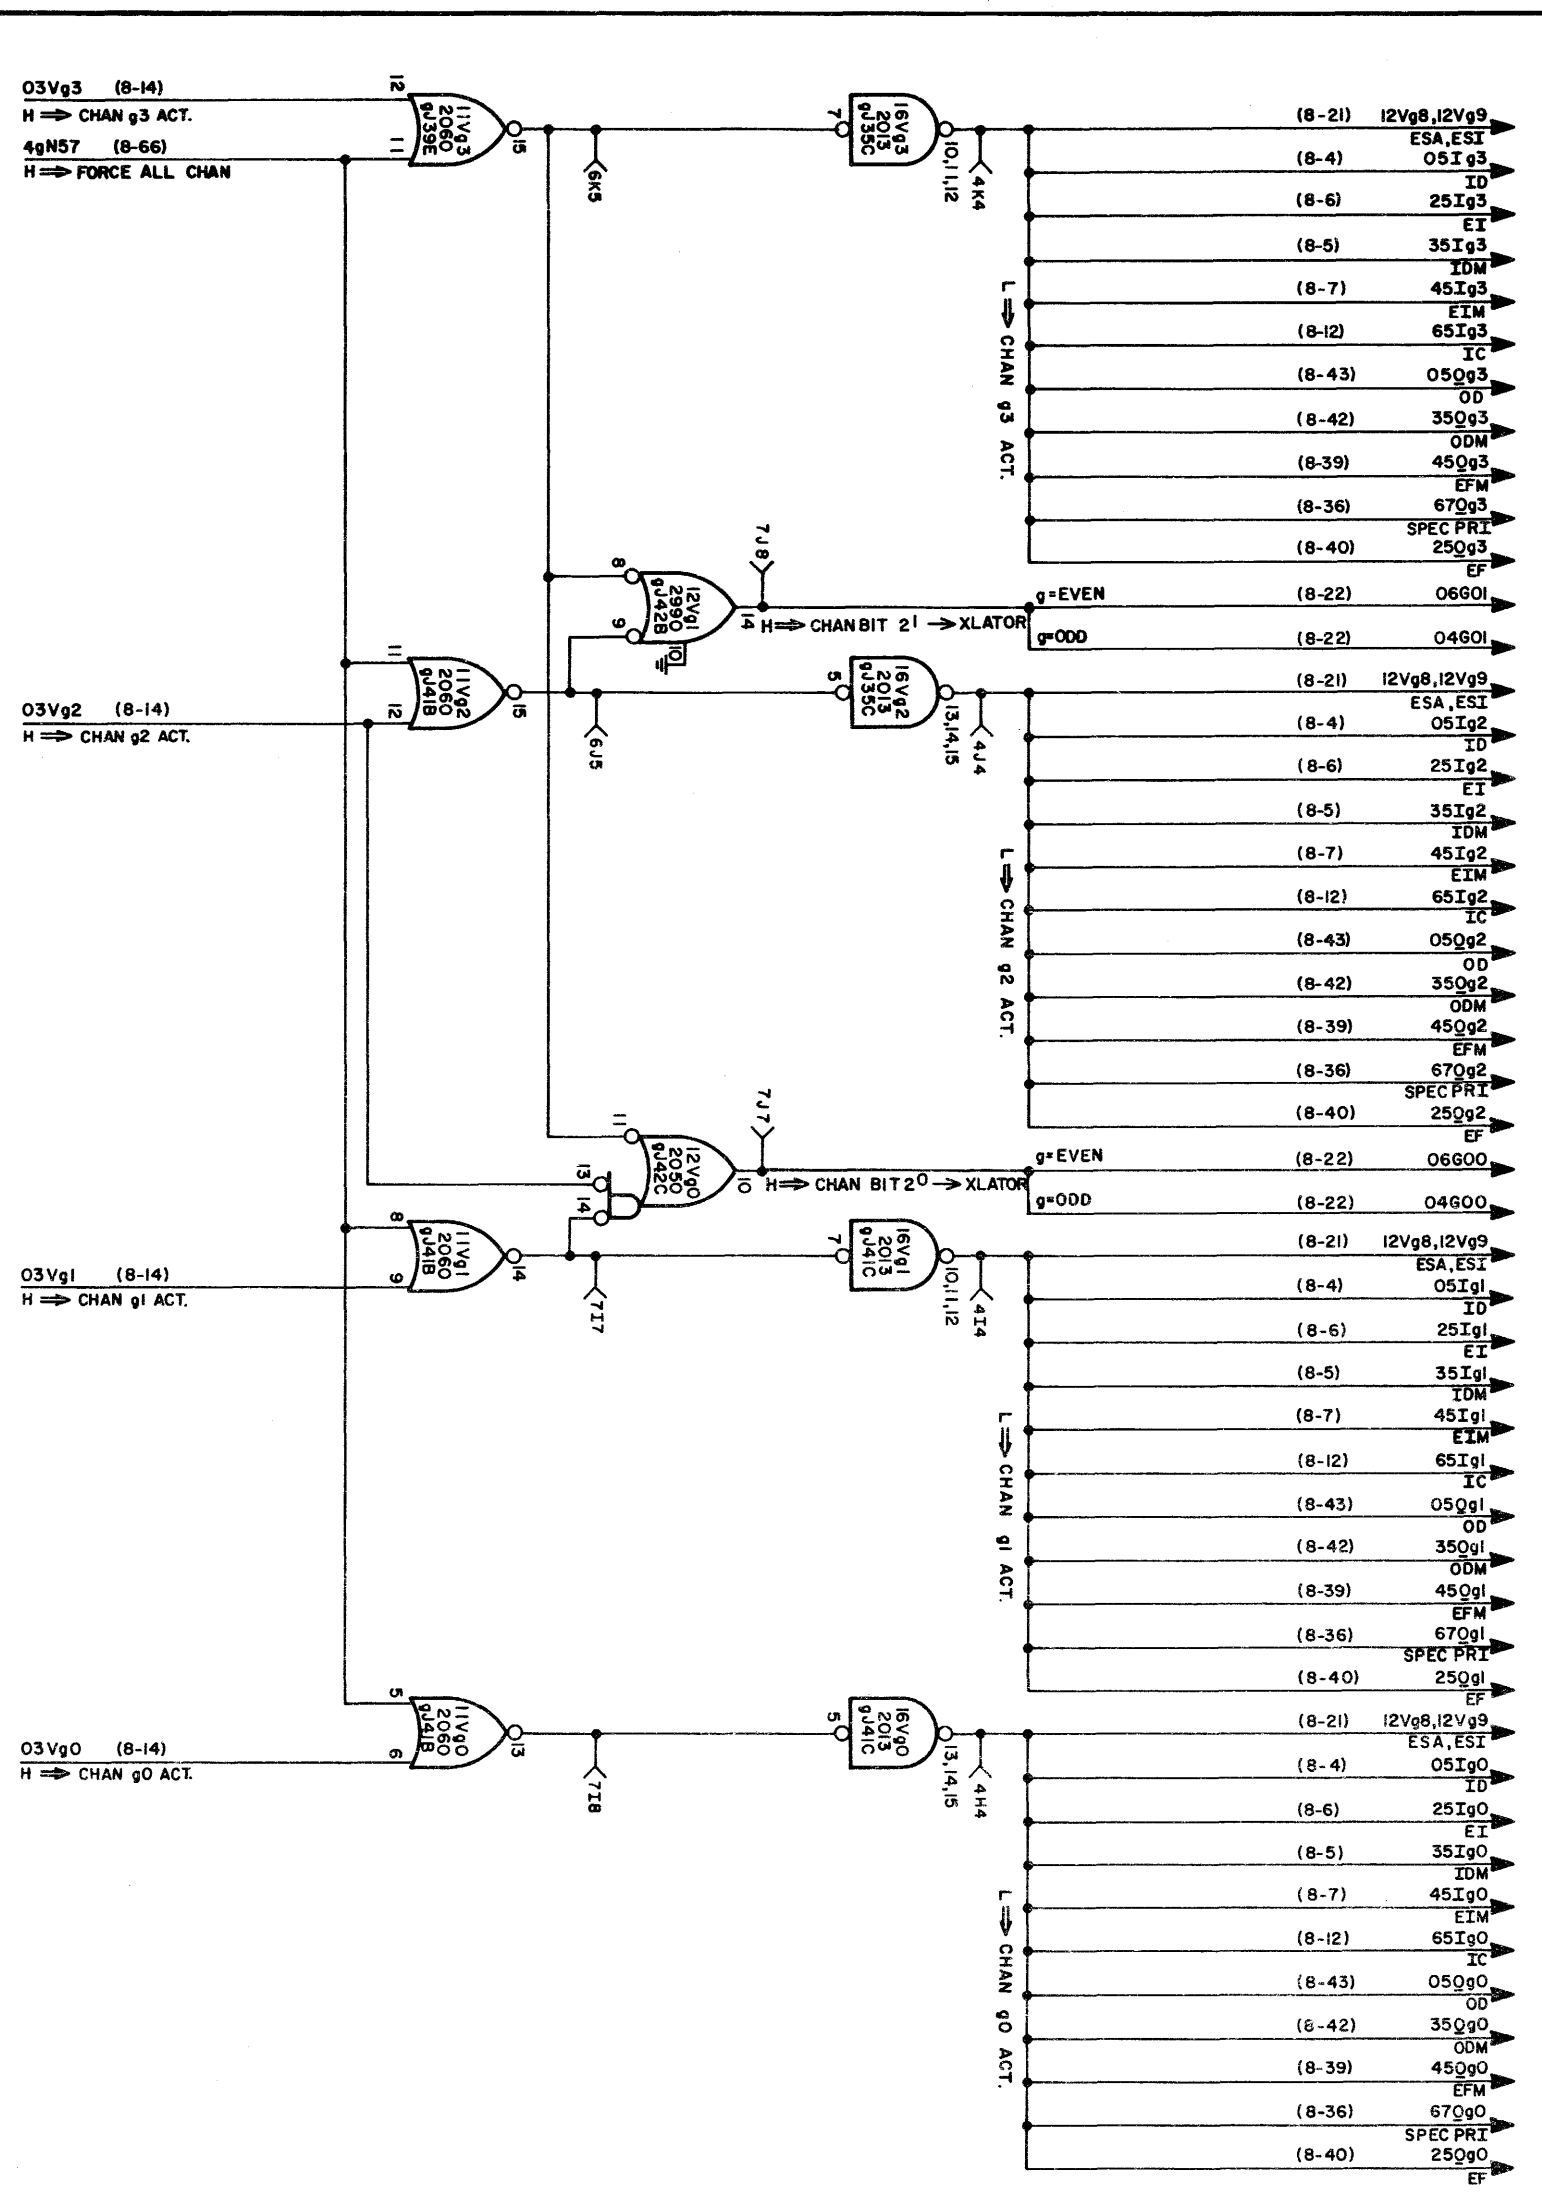 O3Vg3 (8-14)
H ⇒ CHAN g3 ACT.
4gN57 (8-66)
H ⇒ FORCE ALL CHAN
12
11
11Vg3
2060
gJ39E
15
6K5
7
16Vg3
2013
gJ35C
10,11,12
4K4
L ⇒ CHAN g3 ACT.
(8-21) 12Vg8,12Vg9
ESA,ESI
(8-4) 05Ig3
ID
(8-6) 25Ig3
EI
(8-5) 35Ig3
IDM
(8-7) 45Ig3
EIM
(8-12) 65Ig3
IC
(8-43) 05Og3
OD
(8-42) 35Og3
ODM
(8-39) 45Og3
EFM
(8-36) 67Og3
SPEC PRI
(8-40) 25Og3
EF
8
9
12Vg1
2990
gJ42B
10
14
7J8
H ⇒ CHAN BIT 2¹ → XLATOR
g=EVEN (8-22) 06G01
g=ODD (8-22) 04G01
O3Vg2 (8-14)
H ⇒ CHAN g2 ACT.
11
12
11Vg2
2060
gJ41B
15
6J5
5
16Vg2
2013
gJ35C
13,14,15
4J4
L ⇒ CHAN g2 ACT.
(8-21) 12Vg8,12Vg9
ESA,ESI
(8-4) 05Ig2
ID
(8-6) 25Ig2
EI
(8-5) 35Ig2
IDM
(8-7) 45Ig2
EIM
(8-12) 65Ig2
IC
(8-43) 05Og2
OD
(8-42) 35Og2
ODM
(8-39) 45Og2
EFM
(8-36) 67Og2
SPEC PRI
(8-40) 25Og2
EF
11
13
14
12Vg0
2050
gJ42C
10
7J7
H ⇒ CHAN BIT 2⁰ → XLATOR
g=EVEN (8-22) 06G00
g=ODD (8-22) 04G00
O3Vg1 (8-14)
H ⇒ CHAN g1 ACT.
8
9
11Vg1
2060
gJ41B
14
7I7
7
16Vg1
2013
gJ41C
10,11,12
4I4
L ⇒ CHAN g1 ACT.
(8-21) 12Vg8,12Vg9
ESA,ESI
(8-4) 05Ig1
ID
(8-6) 25Ig1
EI
(8-5) 35Ig1
IDM
(8-7) 45Ig1
EIM
(8-12) 65Ig1
IC
(8-43) 05Og1
OD
(8-42) 35Og1
ODM
(8-39) 45Og1
EFM
(8-36) 67Og1
SPEC PRI
(8-40) 25Og1
EF
O3Vg0 (8-14)
H ⇒ CHAN g0 ACT.
5
6
11Vg0
2060
gJ41B
13
7I8
5
16Vg0
2013
gJ41C
13,14,15
4H4
L ⇒ CHAN g0 ACT.
(8-21) 12Vg8,12Vg9
ESA,ESI
(8-4) 05Ig0
ID
(8-6) 25Ig0
EI
(8-5) 35Ig0
IDM
(8-7) 45Ig0
EIM
(8-12) 65Ig0
IC
(8-43) 05Og0
OD
(8-42) 35Og0
ODM
(8-39) 45Og0
EFM
(8-36) 67Og0
SPEC PRI
(8-40) 25Og0
EF